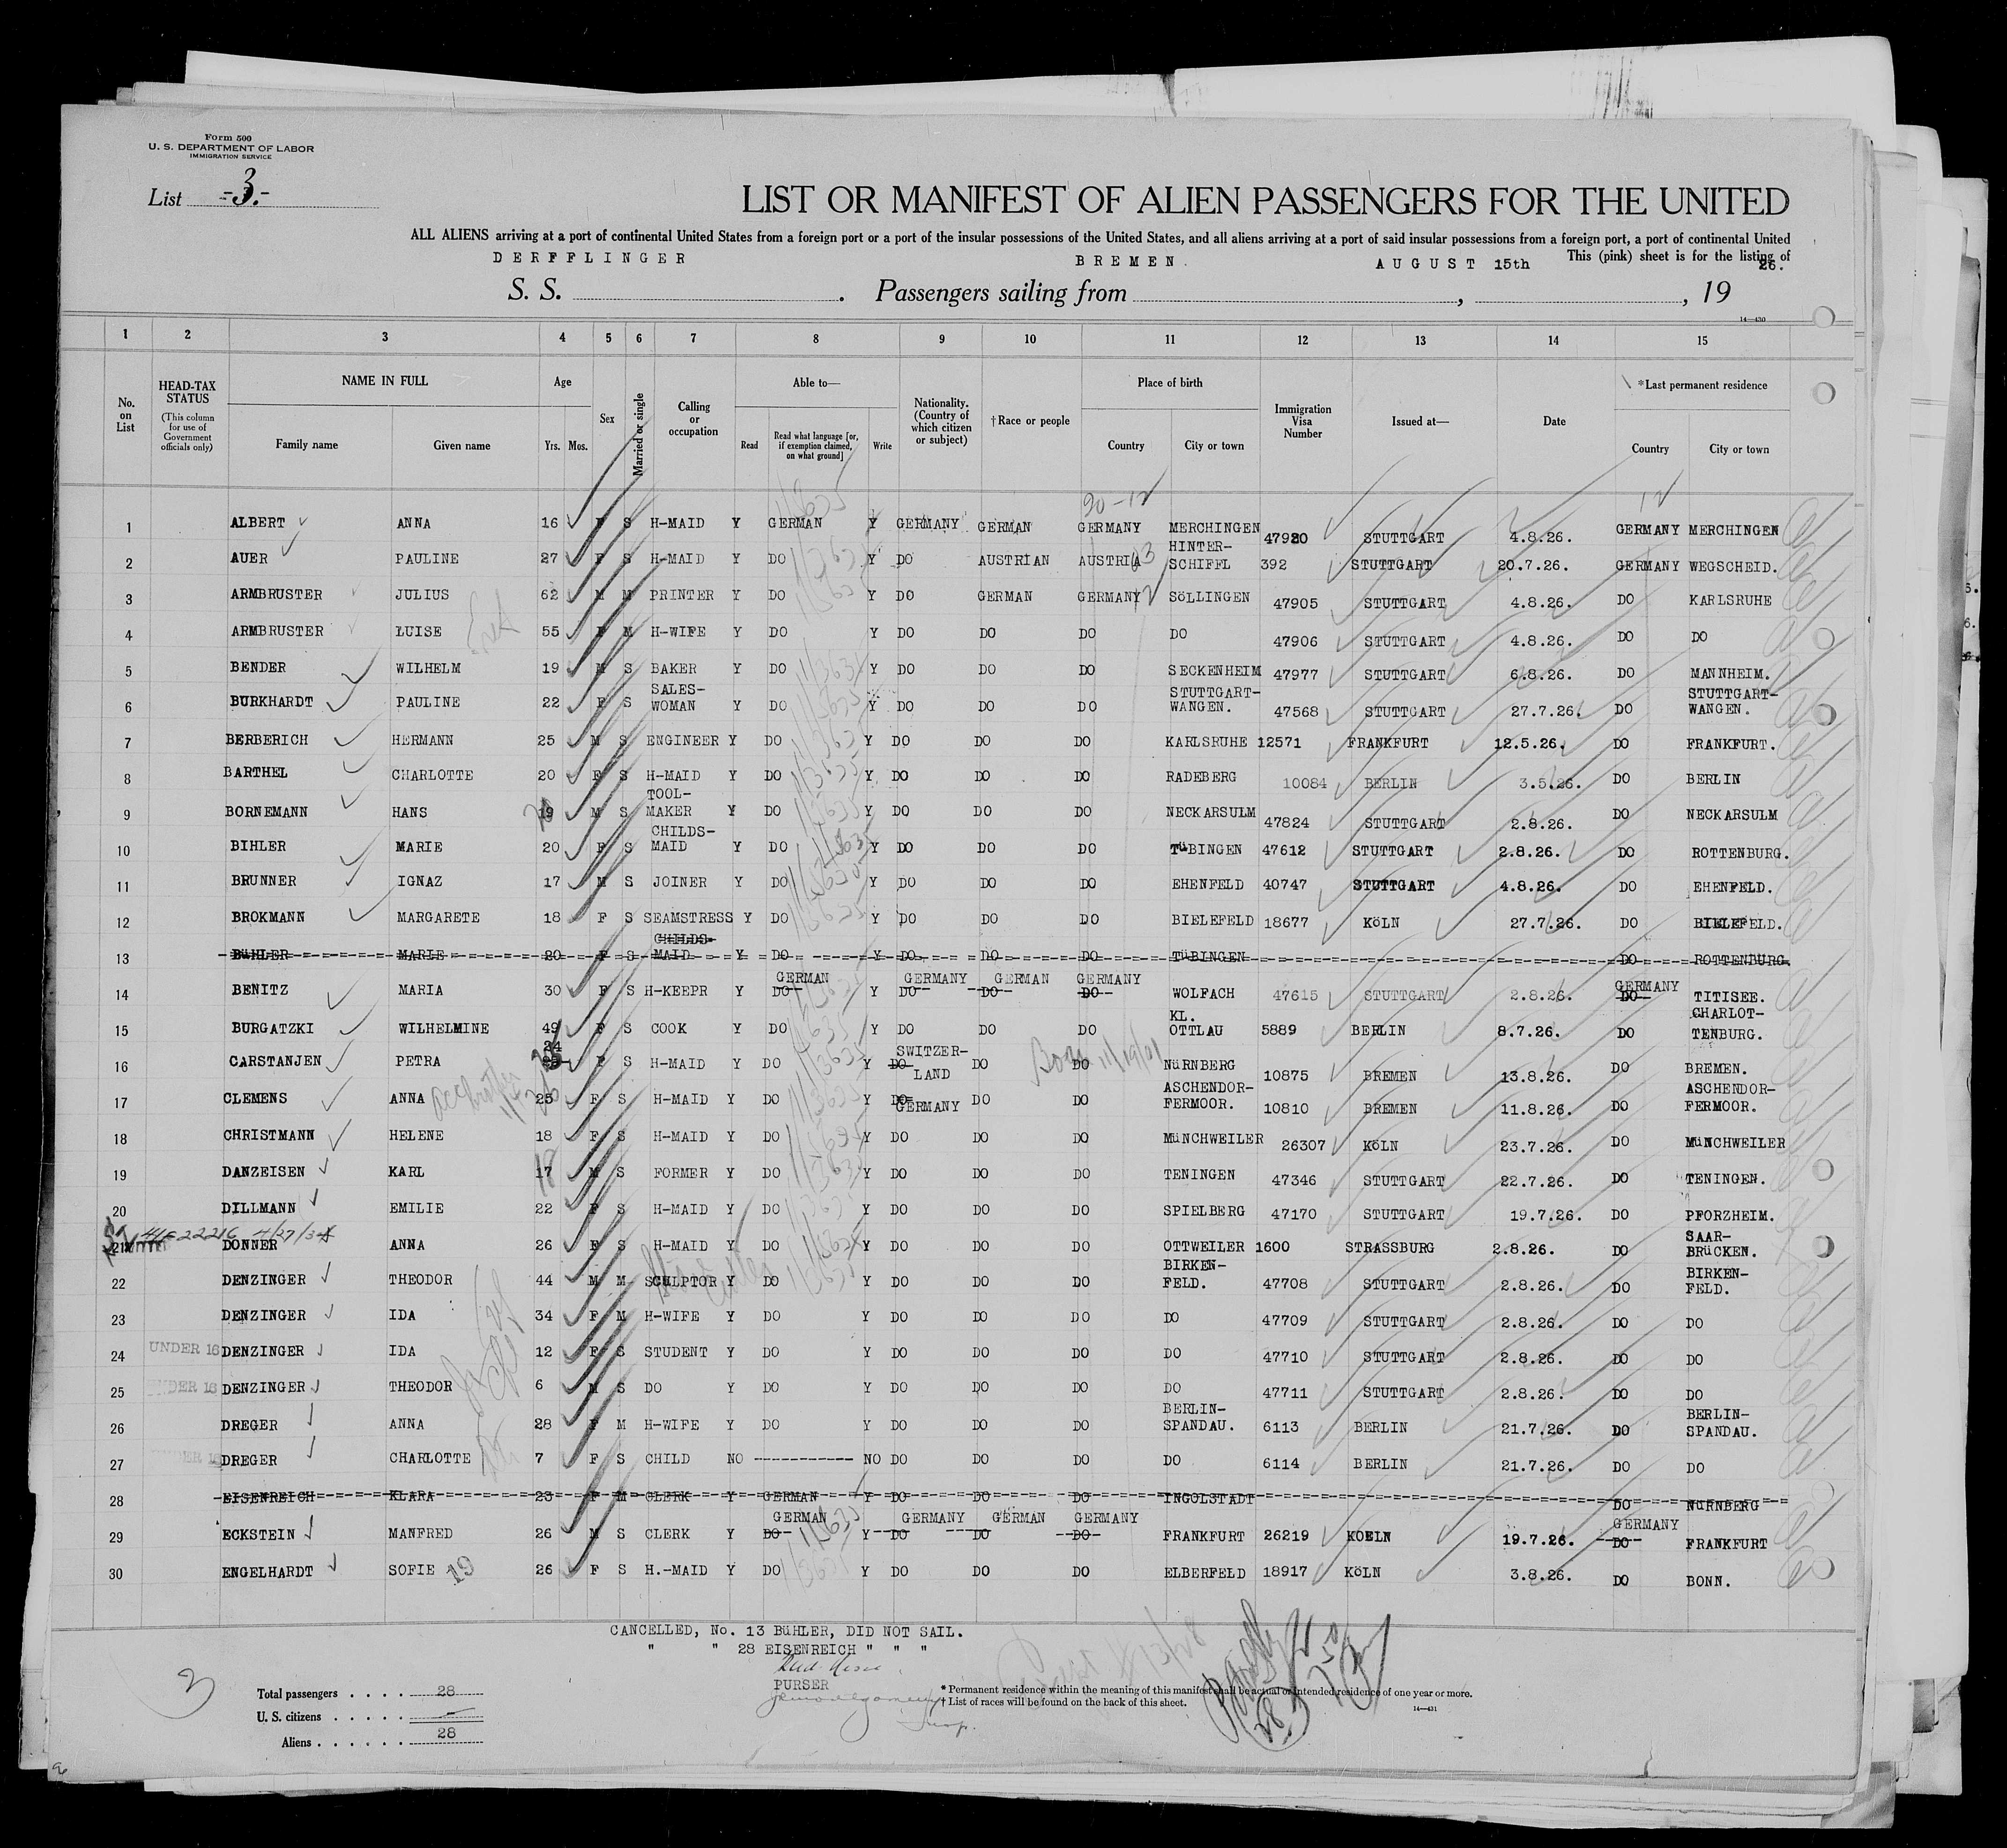 Form 500
U. S. DEPARTMENT OF LABOR
IMMIGRATION SERVICE
List -3.-
LIST OR MANIFEST OF ALIEN PASSENGERS FOR THE UNITED
ALL ALIENS arriving at a port of continental United States from a foreign port or a port of the insular possessions of the United States, and all aliens arriving at a port of said insular possessions from a foreign port, a port of continental United
This (pink) sheet is for the listing of
S. S. DERFFLINGER. Passengers sailing from BREMEN, AUGUST 15th, 1926.
14—430
1 2 3 4 5 6 7 8 9 10 11 12 13 14 15
No. on List HEAD-TAX STATUS (This column for use of Government officials only) NAME IN FULL Family name Given name Age Yrs. Mos. Sex Married or single Calling or occupation Able to— Read Read what language [or, if exemption claimed, on what ground] Write Nationality. (Country of which citizen or subject) †Race or people Place of birth Country City or town Immigration Visa Number Issued at— Date *Last permanent residence Country City or town
20-12 12
1 ALBERT ANNA 16 F S H-MAID Y GERMAN Y GERMANY GERMAN GERMANY MERCHINGEN 47920 STUTTGART 4.8.26. GERMANY MERCHINGEN
2 AUER PAULINE 27 F S H-MAID Y DO Y DO AUSTRIAN AUSTRIA HINTER-SCHIFFL 392 STUTTGART 20.7.26. GERMANY WEGSCHEID.
3 ARMBRUSTER JULIUS 62 M M PRINTER Y DO Y DO GERMAN GERMANY SöLLINGEN 47905 STUTTGART 4.8.26. DO KARLSRUHE
4 ARMBRUSTER LUISE 55 F M H-WIFE Y DO Y DO DO DO DO 47906 STUTTGART 4.8.26. DO DO
5 BENDER WILHELM 19 M S BAKER Y DO Y DO DO DO SECKENHEIM 47977 STUTTGART 6.8.26. DO MANNHEIM.
6 BURKHARDT PAULINE 22 F S SALES-WOMAN Y DO Y DO DO DO STUTTGART-WANGEN. 47568 STUTTGART 27.7.26. DO STUTTGART-WANGEN.
7 BERBERICH HERMANN 25 M S ENGINEER Y DO Y DO DO DO KARLSRUHE 12571 FRANKFURT 12.5.26. DO FRANKFURT.
8 BARTHEL CHARLOTTE 20 F S H-MAID Y DO Y DO DO DO RADEBERG 10084 BERLIN 3.5.26. DO BERLIN
9 BORNEMANN HANS 19 M S TOOL-MAKER Y DO Y DO DO DO NECKARSULM 47824 STUTTGART 2.8.26. DO NECKARSULM
10 BIHLER MARIE 20 F S CHILDS-MAID Y DO Y DO DO DO TüBINGEN 47612 STUTTGART 2.8.26. DO ROTTENBURG.
11 BRUNNER IGNAZ 17 M S JOINER Y DO Y DO DO DO EHENFELD 40747 STUTTGART 4.8.26. DO EHENFELD.
12 BROKMANN MARGARETE 18 F S SEAMSTRESS Y DO Y DO DO DO BIELEFELD 18677 KöLN 27.7.26. DO BIELEFELD.
13 BüHLER MARIE 20 F S CHILDS-MAID Y DO Y DO DO DO TüBINGEN DO ROTTENBURG.
14 BENITZ MARIA 30 F S H-KEEPR Y DO GERMAN Y DO GERMANY DO GERMAN DO GERMANY WOLFACH 47615 STUTTGART 2.8.26. DO GERMANY TITISEE.
15 BURGATZKI WILHELMINE 49 F S COOK Y DO Y DO DO DO KL. OTTLAU 5889 BERLIN 8.7.26. DO CHARLOT-TENBURG.
16 CARSTANJEN PETRA 24 F S H-MAID Y DO Y DO SWITZER-LAND DO DO Born 11/19/01 NüRNBERG 10875 BREMEN 13.8.26. DO BREMEN.
17 CLEMENS ANNA 25 F S H-MAID Y DO Y DO GERMANY DO DO ASCHENDOR-FERMOOR. 10810 BREMEN 11.8.26. DO ASCHENDOR-FERMOOR.
18 CHRISTMANN HELENE 18 F S H-MAID Y DO Y DO DO DO MüNCHWEILER 26307 KöLN 23.7.26. DO MüNCHWEILER
19 DANZEISEN KARL 17 M S FORMER Y DO Y DO DO DO TENINGEN 47346 STUTTGART 22.7.26. DO TENINGEN.
20 DILLMANN EMILIE 22 F S H-MAID Y DO Y DO DO DO SPIELBERG 47170 STUTTGART 19.7.26. DO PFORZHEIM.
21 DONNER ANNA 26 F S H-MAID Y DO Y DO DO DO OTTWEILER 1600 STRASSBURG 2.8.26. DO SAAR-BRüCKEN.
22 DENZINGER THEODOR 44 M M SCULPTOR Y DO Y DO DO DO BIRKEN-FELD. 47708 STUTTGART 2.8.26. DO BIRKEN-FELD.
23 DENZINGER IDA 34 F M H-WIFE Y DO Y DO DO DO DO 47709 STUTTGART 2.8.26. DO DO
24 UNDER 16 DENZINGER IDA 12 F S STUDENT Y DO Y DO DO DO DO 47710 STUTTGART 2.8.26. DO DO
25 UNDER 16 DENZINGER THEODOR 6 M S DO Y DO Y DO DO DO DO 47711 STUTTGART 2.8.26. DO DO
26 DREGER ANNA 28 F M H-WIFE Y DO Y DO DO DO BERLIN-SPANDAU. 6113 BERLIN 21.7.26. DO BERLIN-SPANDAU.
27 UNDER 16 DREGER CHARLOTTE 7 F S CHILD NO ------------ NO DO DO DO DO 6114 BERLIN 21.7.26. DO DO
28 EISENREICH KLARA 23 F M CLERK Y GERMAN Y DO DO DO INGOLSTADT DO NüRNBERG
29 ECKSTEIN MANFRED 26 M S CLERK Y DO GERMAN Y DO GERMANY DO GERMAN DO GERMANY FRANKFURT 26219 KOELN 19.7.26. DO GERMANY FRANKFURT
30 ENGELHARDT SOFIE 19 26 F S H.-MAID Y DO Y DO DO DO ELBERFELD 18917 KöLN 3.8.26. DO BONN.
CANCELLED, No. 13 BüHLER, DID NOT SAIL.
" " 28 EISENREICH " " "
PURSER
3
Total passengers . . . . 28
U. S. citizens . . . . . —
Aliens . . . . . . 28
* Permanent residence within the meaning of this manifest shall be actual or intended residence of one year or more.
† List of races will be found on the back of this sheet.
14—431